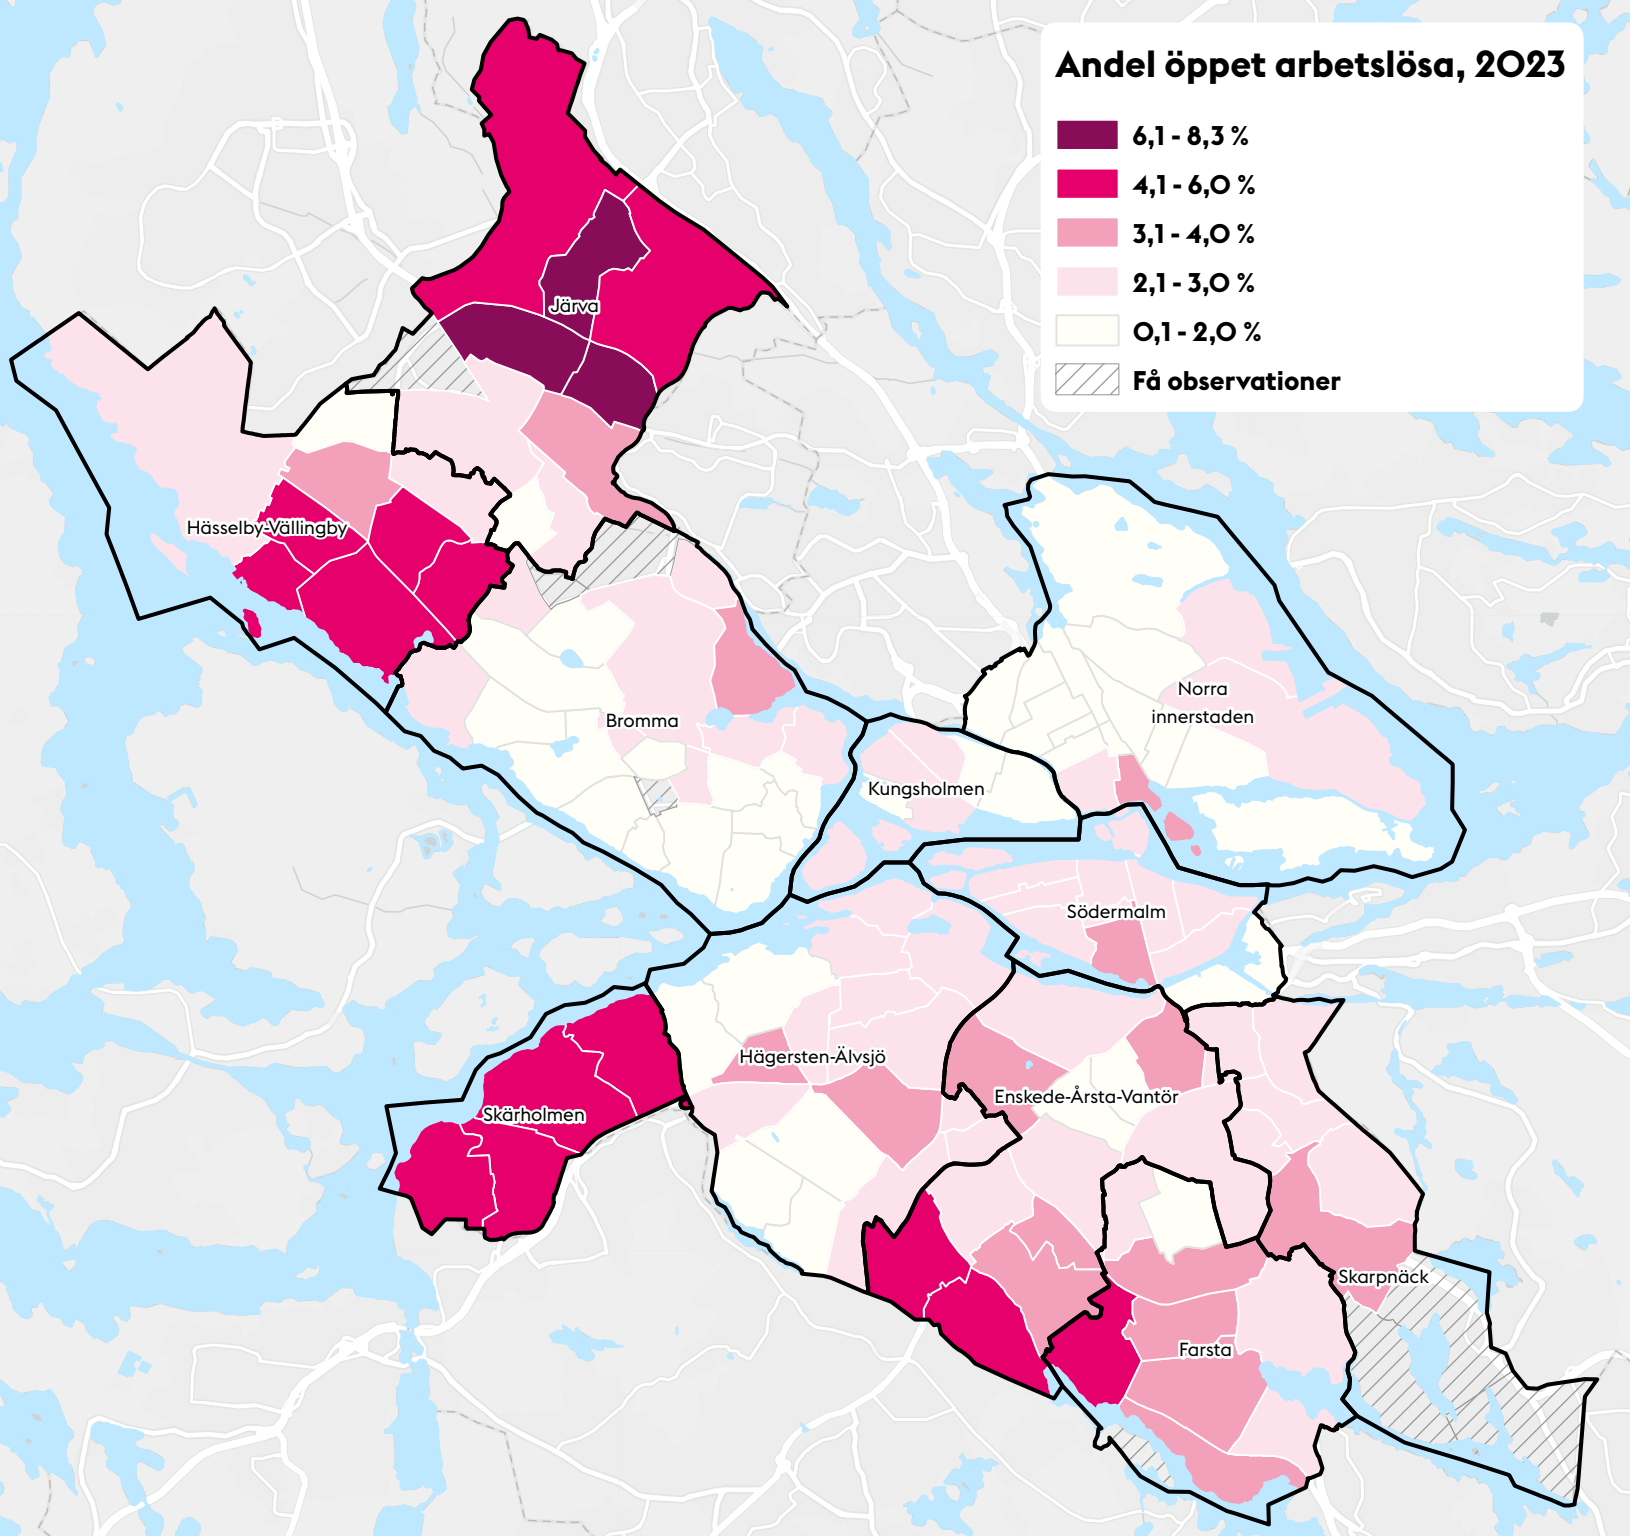 Andel öppet arbetslösa, 2023
6,1 - 8,3 %
4,1 - 6,0 %
3,1 - 4,0 %
2,1 - 3,0 %
0,1 - 2,0 %
Få observationer
Järva
Hässelby-Vällingby
Bromma
Norra
innerstaden
Kungsholmen
Södermalm
Hägersten-Älvsjö
Enskede-Årsta-Vantör
Skärholmen
Skarpnäck
Farsta